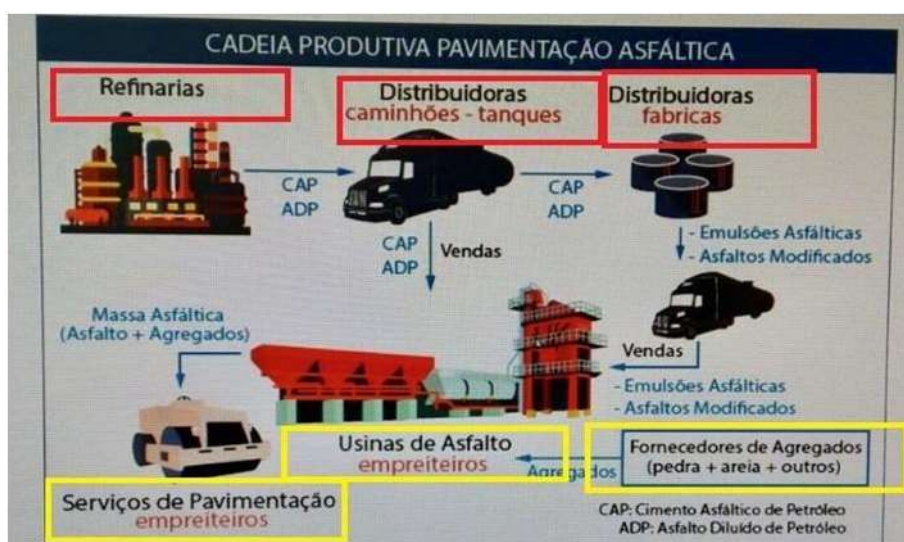 CADEIA PRODUTIVA PAVIMENTAÇÃO ASFÁLTICA
Refinarias
Distribuidoras
caminhões - tanques
Distribuidoras
fabricas
CAP
ADP
CAP
ADP
CAP
ADP
Vendas
- Emulsões Asfálticas
- Asfaltos Modificados
Massa Asfáltica
(Asfalto + Agregados)
Vendas
- Emulsões Asfálticas
- Asfaltos Modificados
Usinas de Asfalto
empreiteiros
Agregados
Fornecedores de Agregados
(pedra + areia + outros)
Serviços de Pavimentação
empreiteiros
CAP: Cimento Asfáltico de Petróleo
ADP: Asfalto Diluído de Petróleo